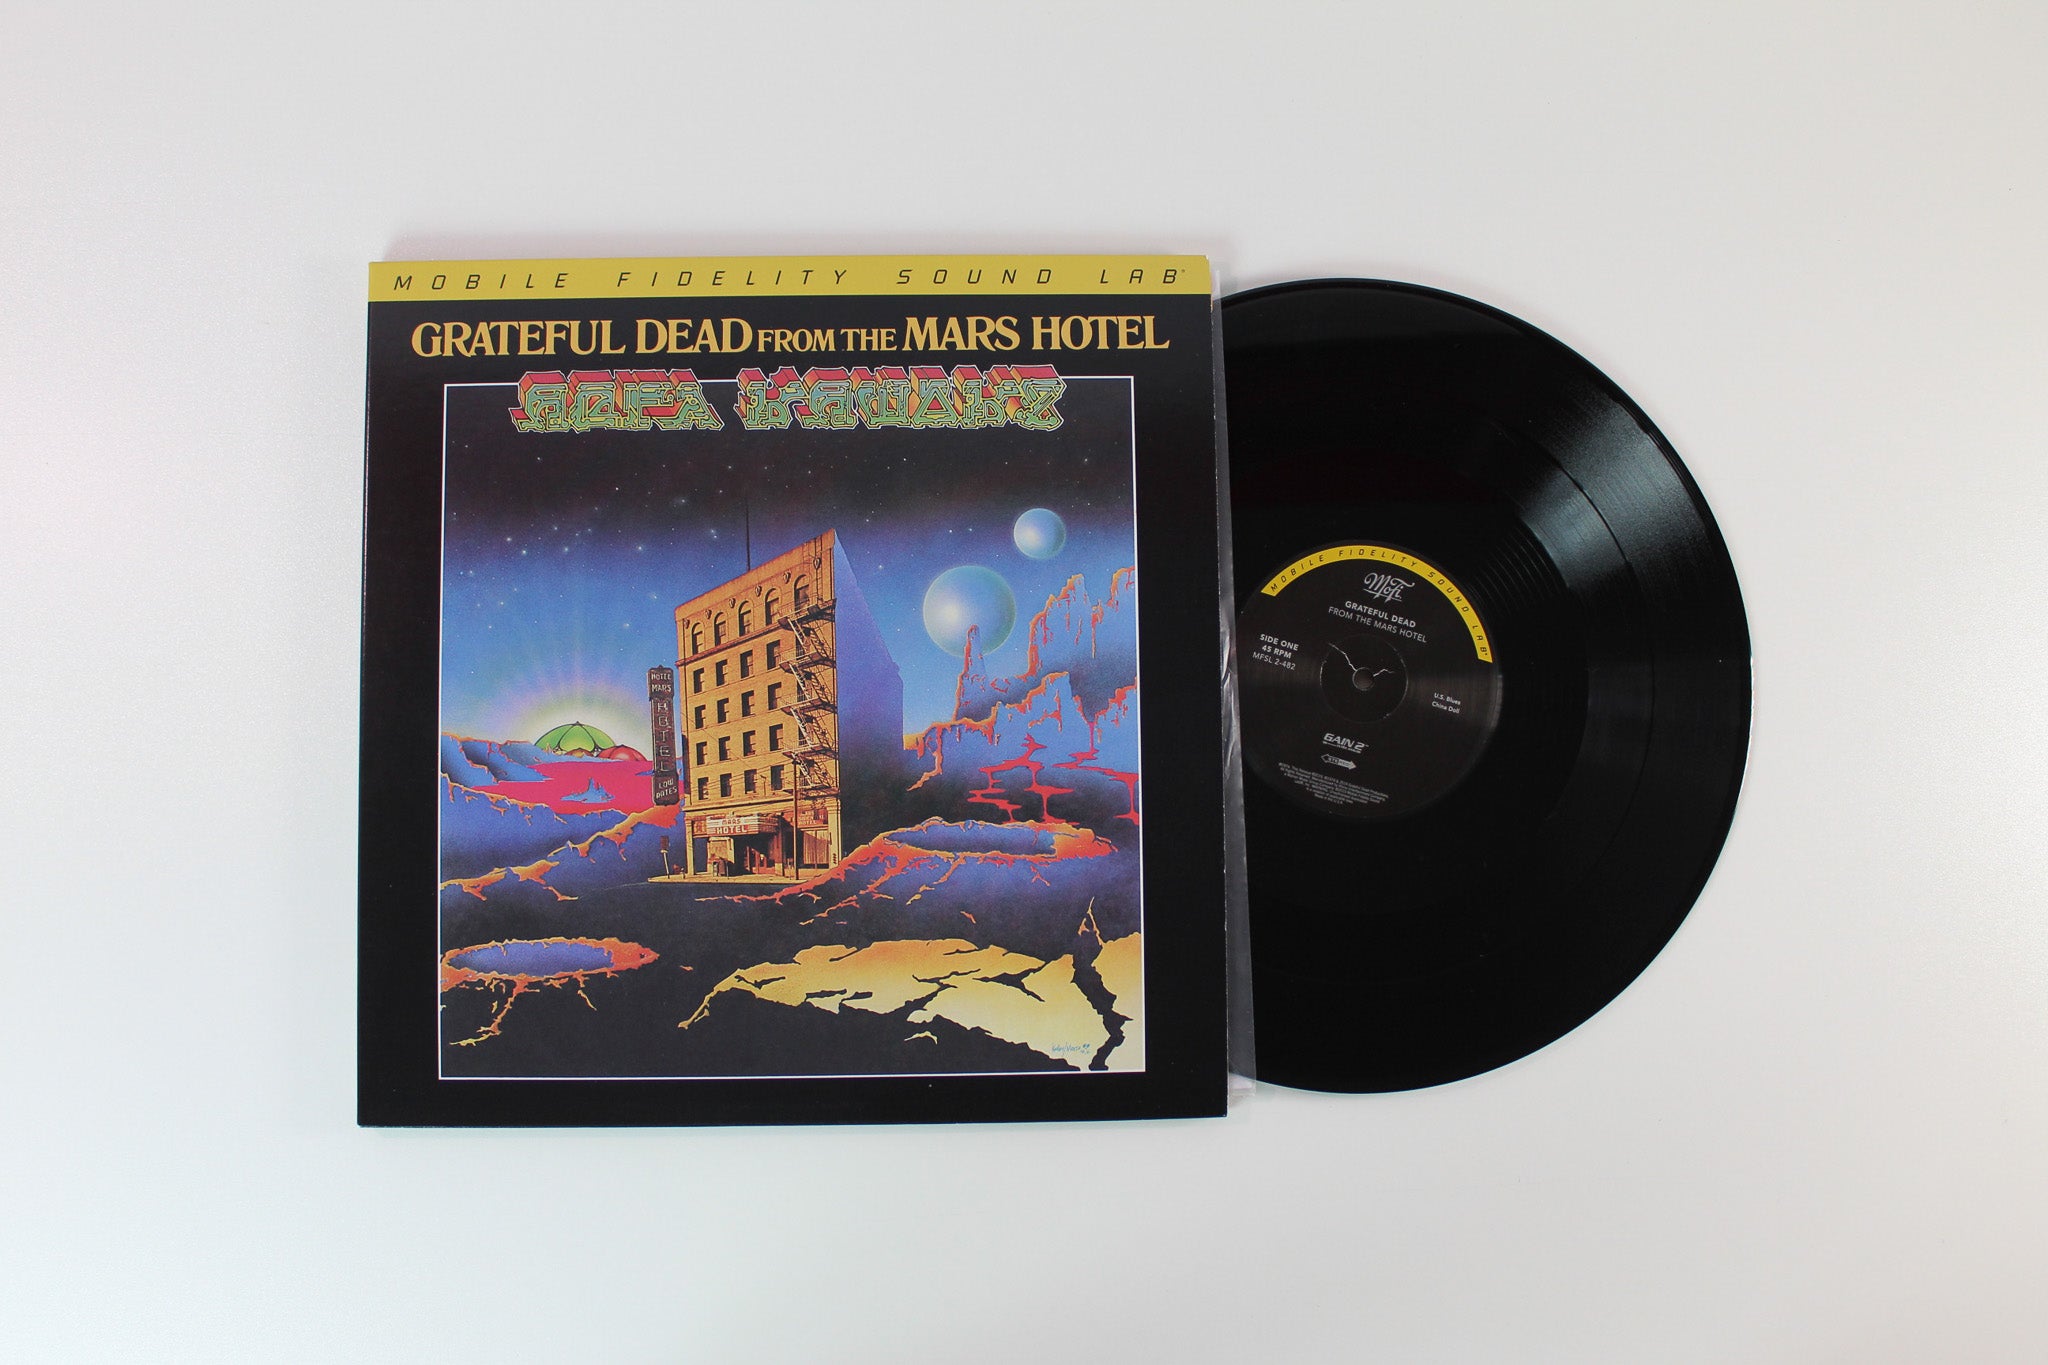 MOBILE FIDELITY SOUND LAB
GRATEFUL DEAD FROM THE MARS HOTEL
HOTEL
MARS
HOTEL
LOW
RATES
MARS
HOTEL
MOBILE FIDELITY SOUND LAB
MoFi
GRATEFUL DEAD
FROM THE MARS HOTEL
SIDE ONE
45 RPM
MFSL 2-482
U.S. Blues
China Doll
GAIN 2